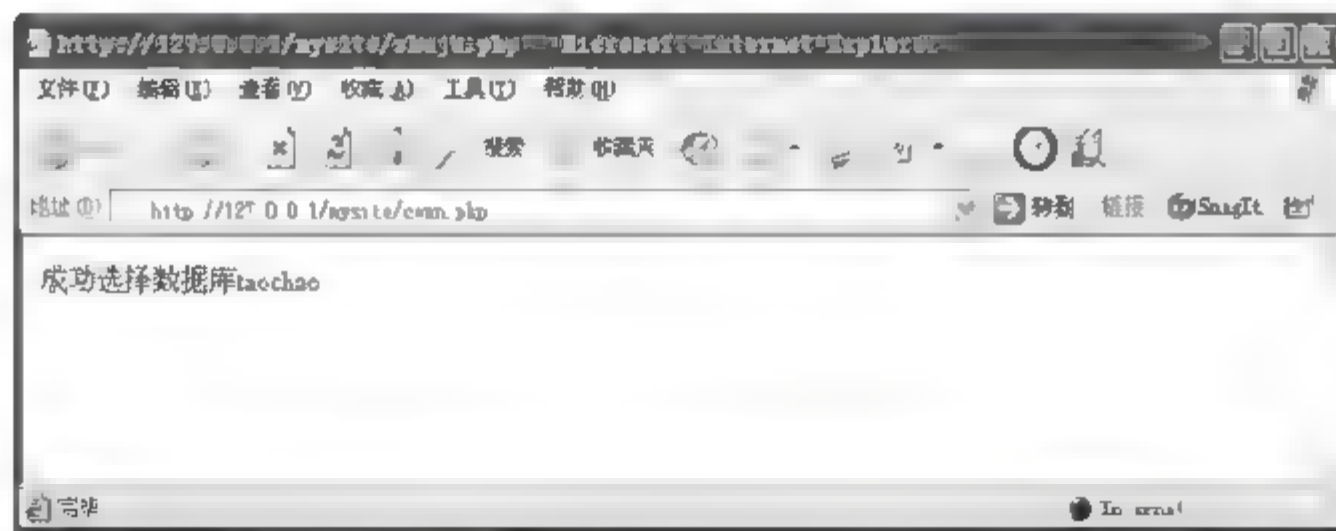 文件(F) 编辑(E) 查看(V) 收藏(A) 工具(T) 帮助(H)
搜索 收藏夹
地址(D) http //127 0 0 1/mysite/conn.php 转到 链接 SnagIt
成功选择数据库taochao
完毕